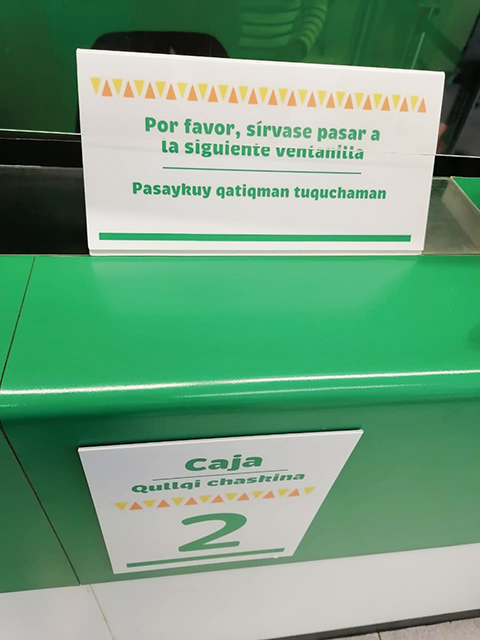 Por favor, sírvase pasar a
la siguiente ventanilla
Pasaykuy qatiqman tuquchaman
Caja
Qullqi chaskina
2